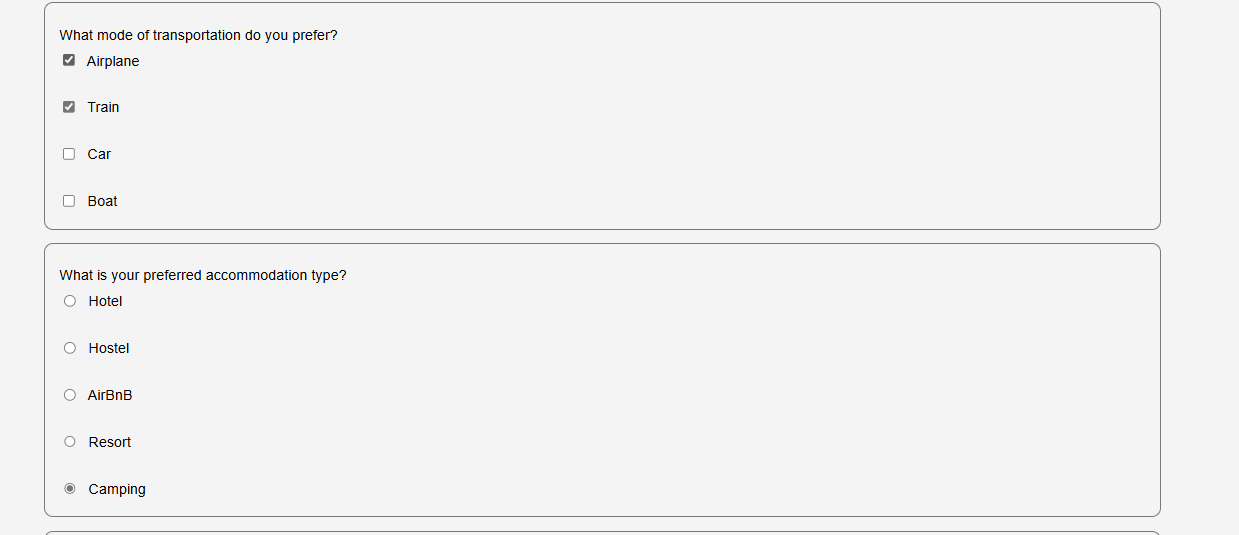 What mode of transportation do you prefer?
Airplane
Train
Car
Boat
What is your preferred accommodation type?
Hotel
Hostel
AirBnB
Resort
Camping